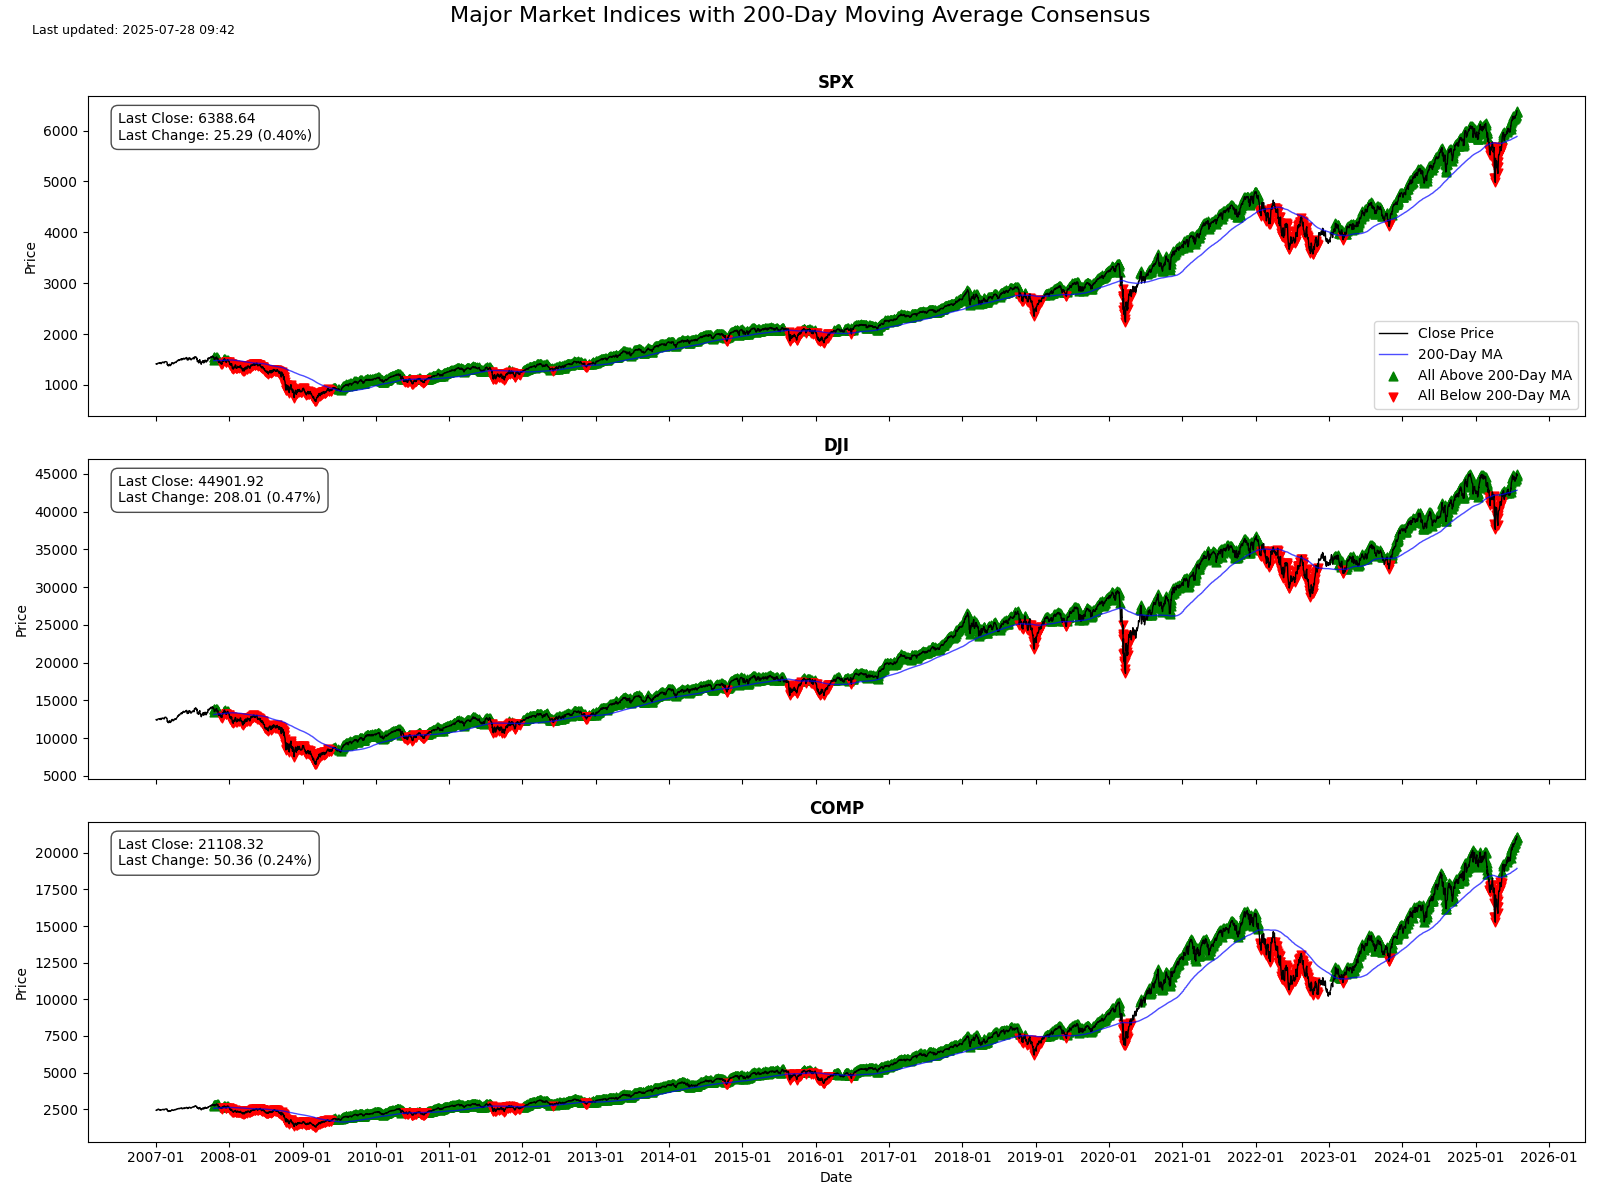 Major Market Indices with 200-Day Moving Average Consensus
Last updated: 2025-07-28 09:42
SPX
Last Close: 6388.64
Last Change: 25.29 (0.40%)
6000
5000
4000
3000
2000
1000
Price
Close Price
200-Day MA
All Above 200-Day MA
All Below 200-Day MA
DJI
Last Close: 44901.92
Last Change: 208.01 (0.47%)
45000
40000
35000
30000
25000
20000
15000
10000
5000
Price
COMP
Last Close: 21108.32
Last Change: 50.36 (0.24%)
20000
17500
15000
12500
10000
7500
5000
2500
Price
2007-01 2008-01 2009-01 2010-01 2011-01 2012-01 2013-01 2014-01 2015-01 2016-01 2017-01 2018-01 2019-01 2020-01 2021-01 2022-01 2023-01 2024-01 2025-01 2026-01
Date